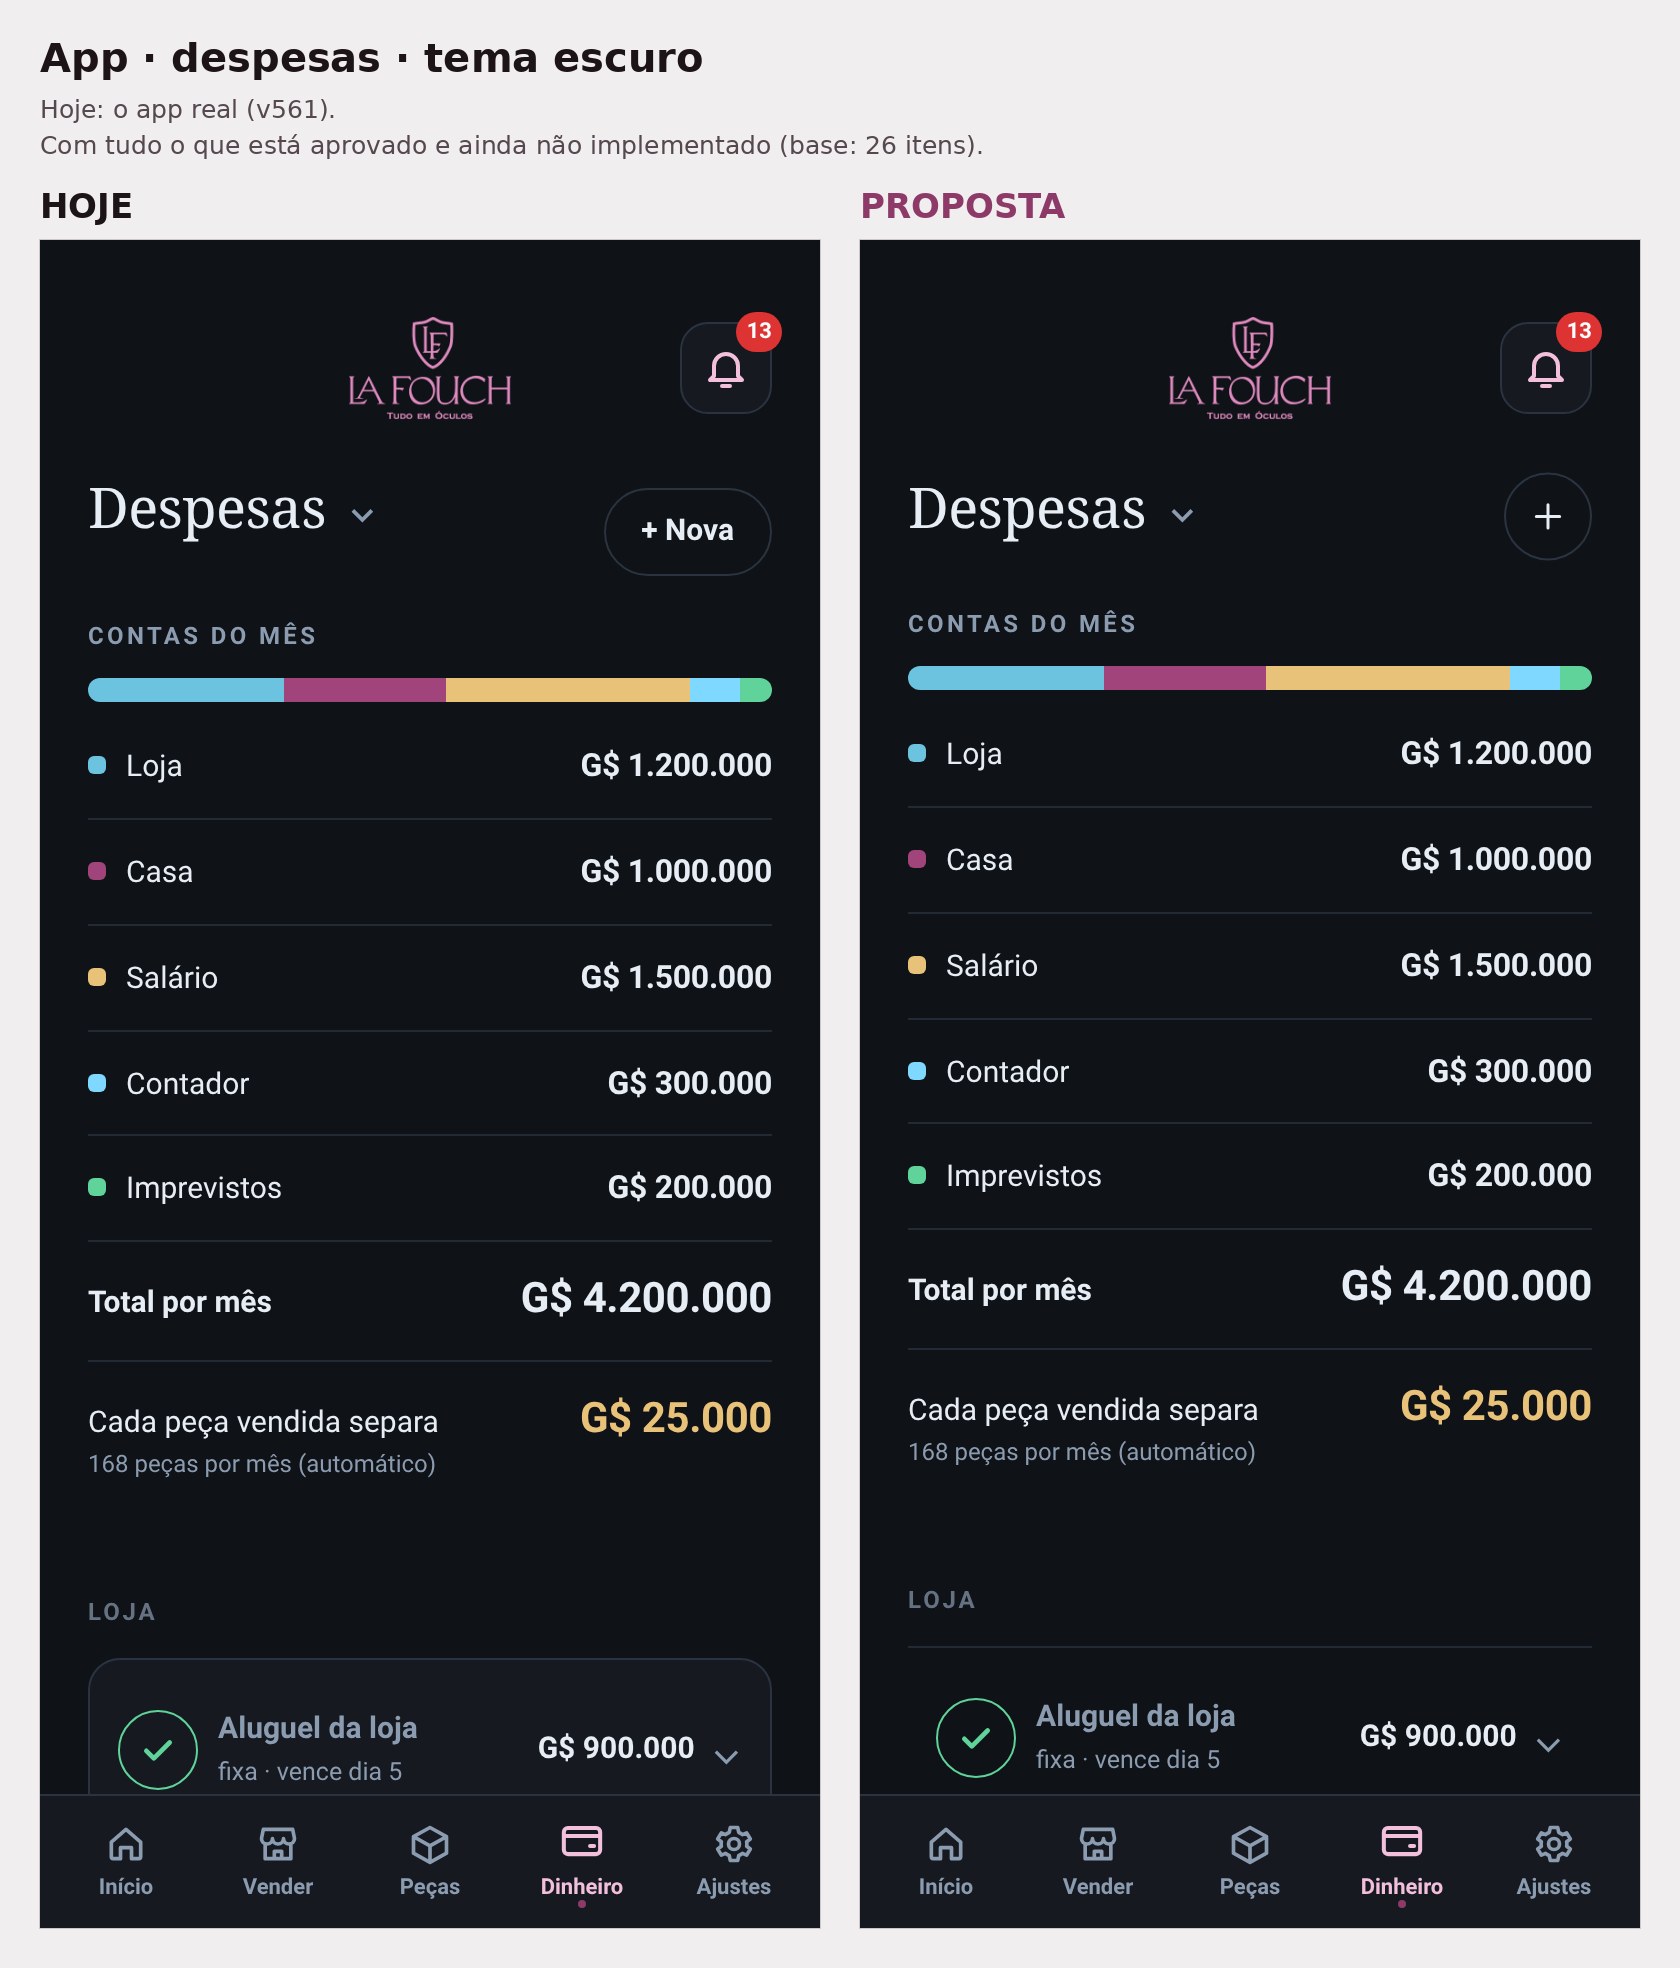 App · despesas · tema escuro
Hoje: o app real (v561).
Com tudo o que está aprovado e ainda não implementado (base: 26 itens).
HOJE
LF
LA FOUCH
TUDO EM ÓCULOS
13
Despesas
+ Nova
CONTAS DO MÊS
Loja G$ 1.200.000
Casa G$ 1.000.000
Salário G$ 1.500.000
Contador G$ 300.000
Imprevistos G$ 200.000
Total por mês G$ 4.200.000
Cada peça vendida separa G$ 25.000
168 peças por mês (automático)
LOJA
Aluguel da loja G$ 900.000
fixa · vence dia 5
Início Vender Peças Dinheiro Ajustes
PROPOSTA
LF
LA FOUCH
TUDO EM ÓCULOS
13
Despesas
+
CONTAS DO MÊS
Loja G$ 1.200.000
Casa G$ 1.000.000
Salário G$ 1.500.000
Contador G$ 300.000
Imprevistos G$ 200.000
Total por mês G$ 4.200.000
Cada peça vendida separa G$ 25.000
168 peças por mês (automático)
LOJA
Aluguel da loja G$ 900.000
fixa · vence dia 5
Início Vender Peças Dinheiro Ajustes